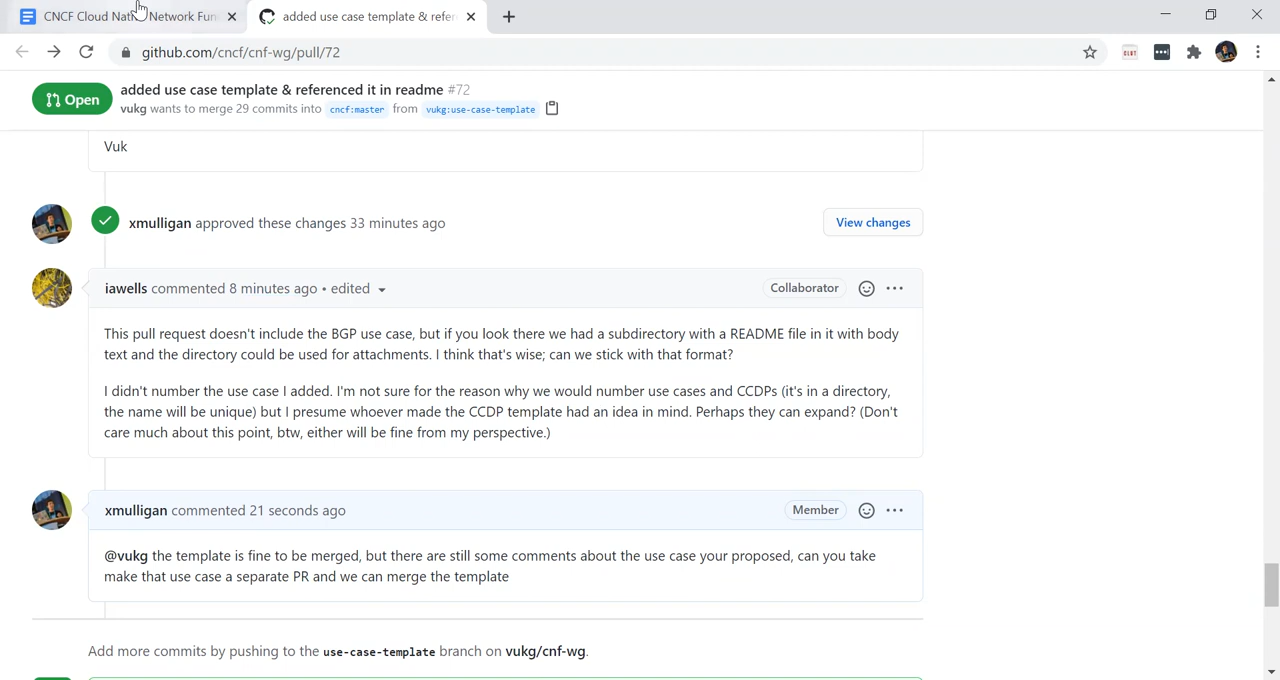 CNCF Cloud Nati Network Fun
added use case template & refer
github.com/cncf/cnf-wg/pull/72
Open
added use case template & referenced it in readme #72
vukg wants to merge 29 commits into cncf:master from vukg:use-case-template
Vuk
xmulligan approved these changes 33 minutes ago
View changes
iawells commented 8 minutes ago • edited
Collaborator
This pull request doesn't include the BGP use case, but if you look there we had a subdirectory with a README file in it with body
text and the directory could be used for attachments. I think that's wise; can we stick with that format?
I didn't number the use case I added. I'm not sure for the reason why we would number use cases and CCDPs (it's in a directory,
the name will be unique) but I presume whoever made the CCDP template had an idea in mind. Perhaps they can expand? (Don't
care much about this point, btw, either will be fine from my perspective.)
xmulligan commented 21 seconds ago
Member
@vukg the template is fine to be merged, but there are still some comments about the use case your proposed, can you take
make that use case a separate PR and we can merge the template
Add more commits by pushing to the use-case-template branch on vukg/cnf-wg.